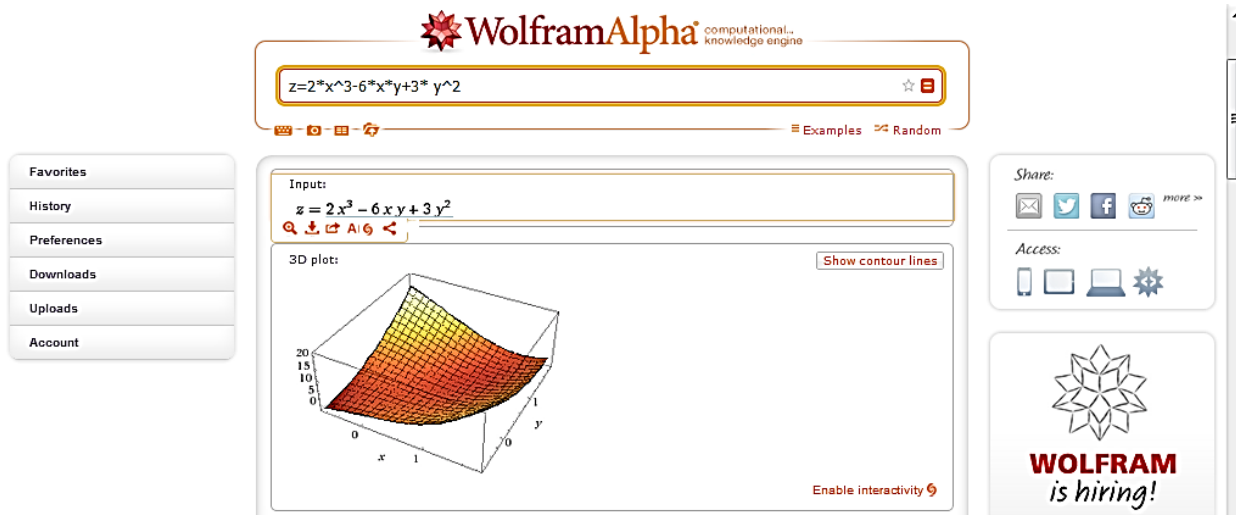 WolframAlpha computational... knowledge engine
z=2*x^3-6*x*y+3* y^2
Examples Random
Favorites
History
Preferences
Downloads
Uploads
Account
Input:
z = 2 x³ − 6 x y + 3 y²
A
3D plot:
Show contour lines
20
15
10
5
0
0
x
1
0
y
1
Enable interactivity
Share:
more »
Access:
WOLFRAM
is hiring!